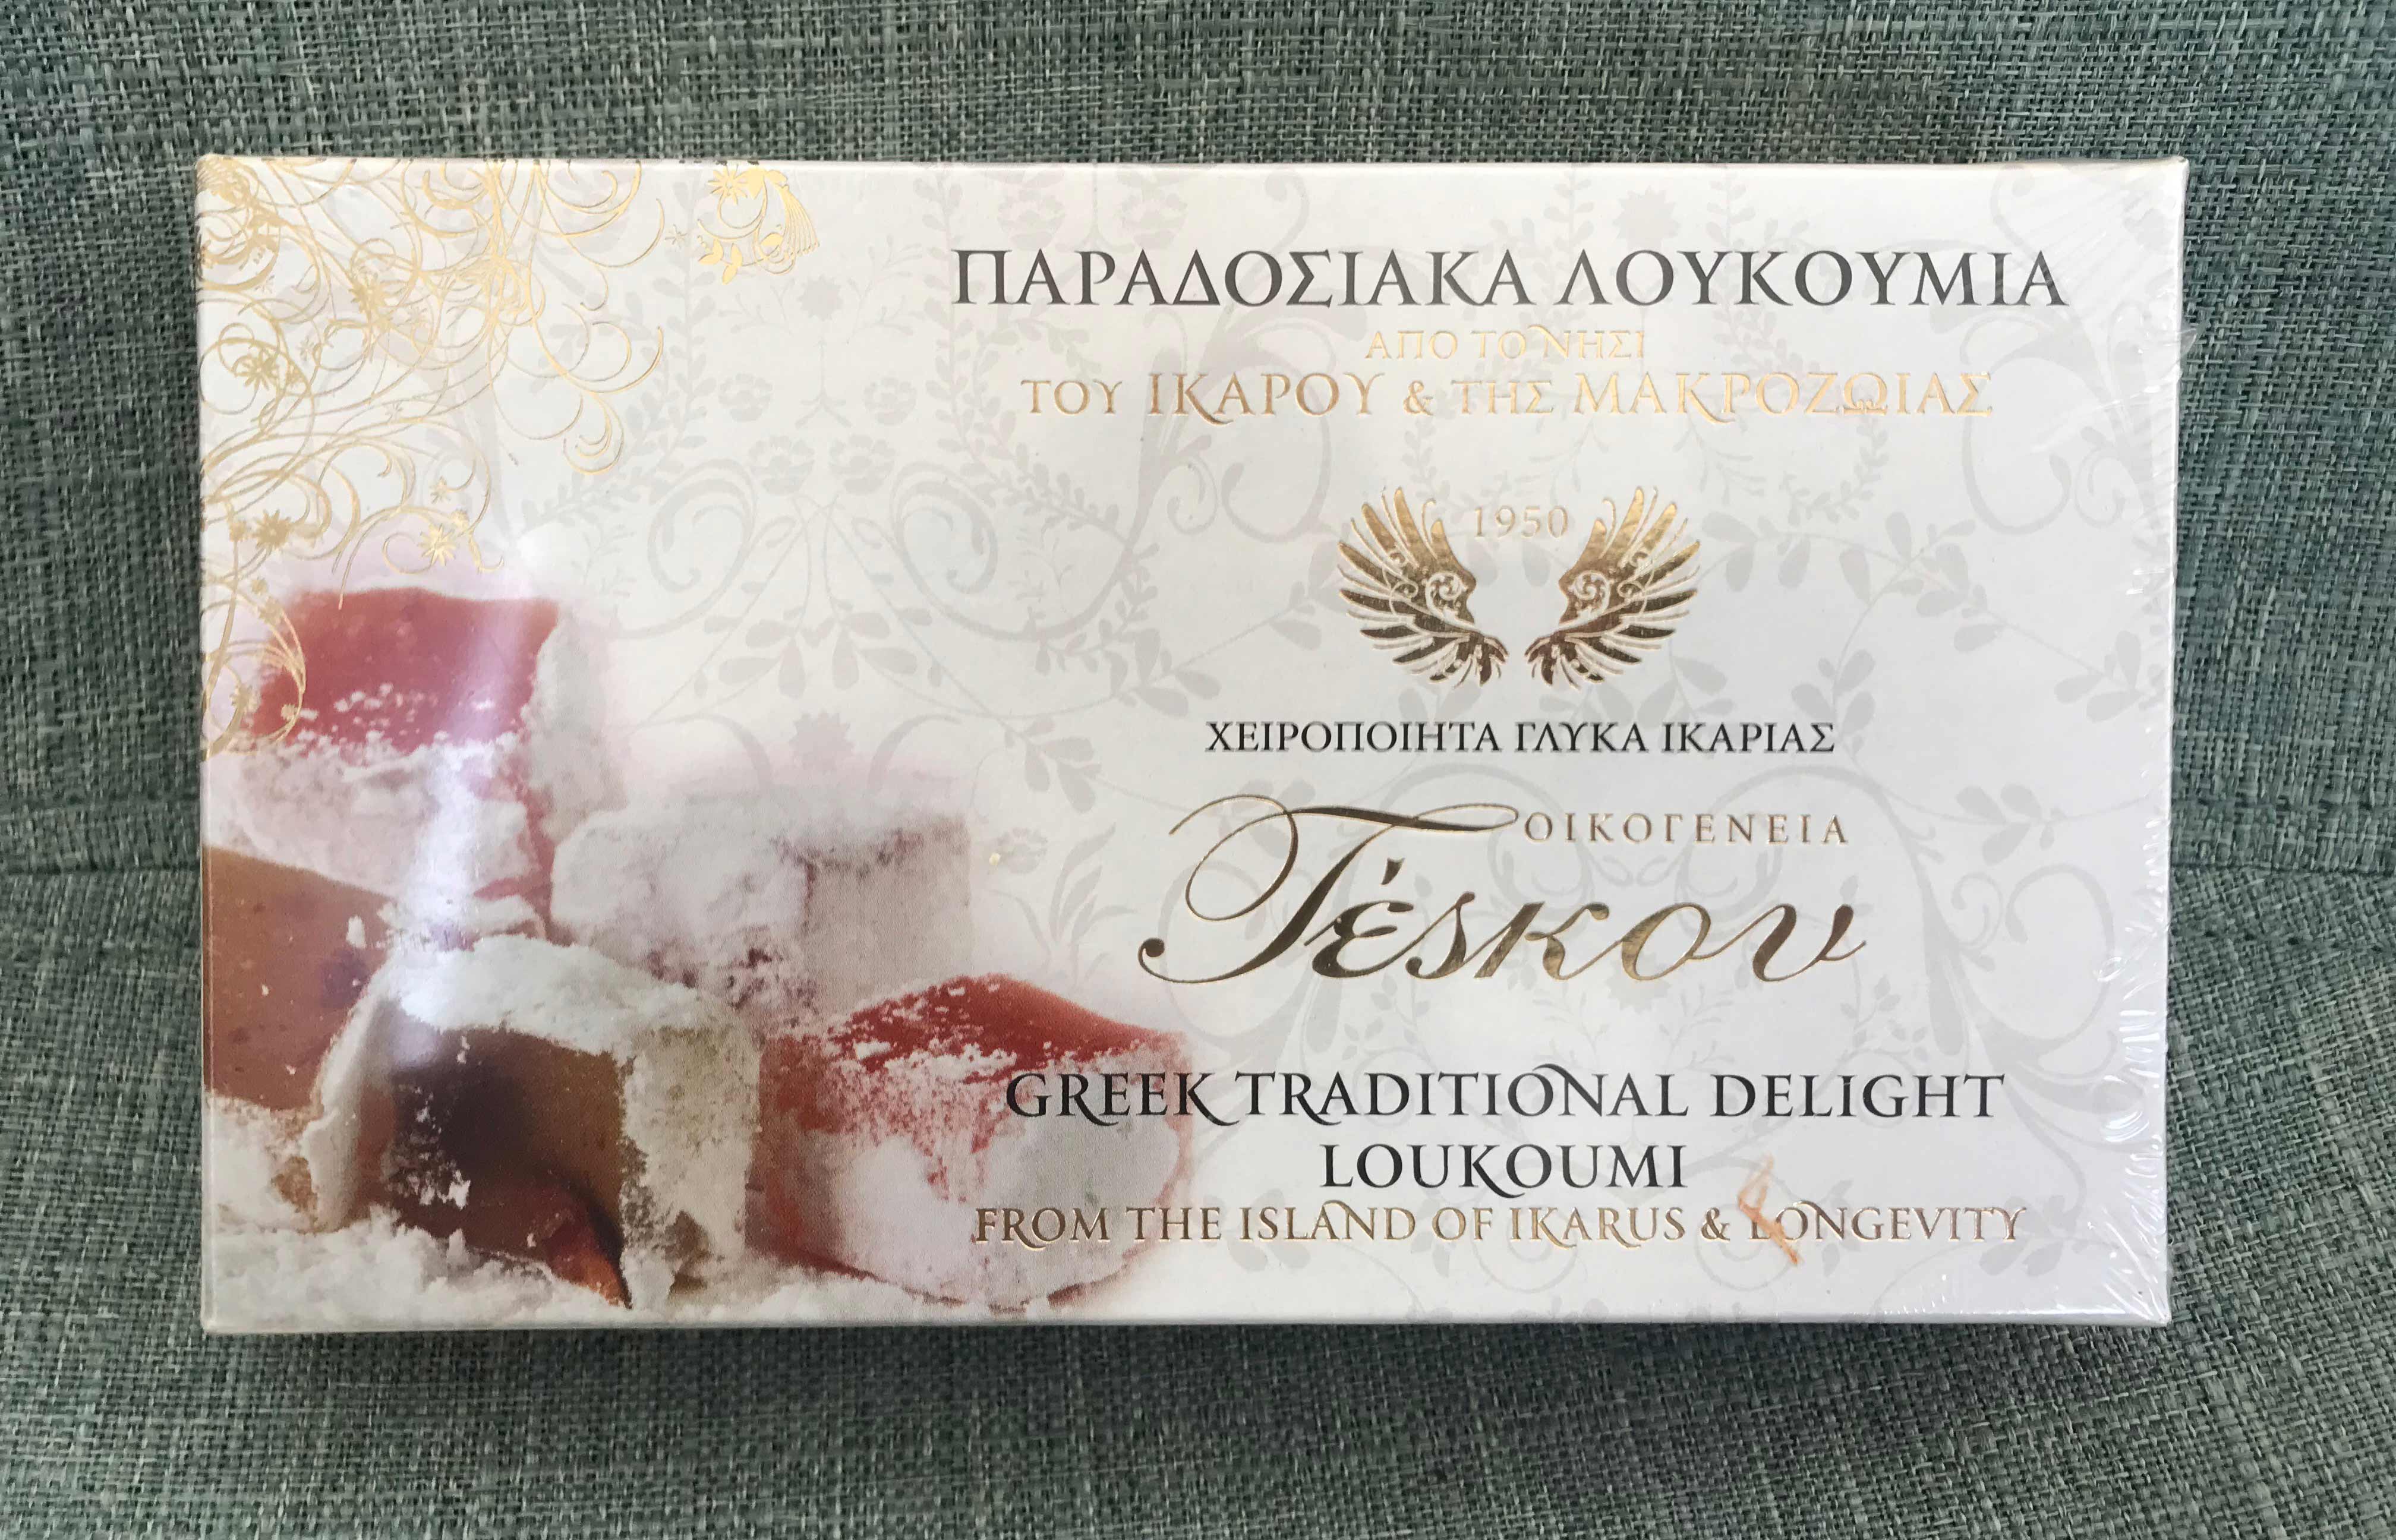 ΠΑΡΑΔΟΣΙΑΚΑ ΛΟΥΚΟΥΜΙΑ
ΑΠΟ ΤΟ ΝΗΣΙ
ΤΟΥ ΙΚΑΡΟΥ & ΤΗΣ ΜΑΚΡΟΖΩΙΑΣ
1950
ΧΕΙΡΟΠΟΙΗΤΑ ΓΛΥΚΑ ΙΚΑΡΙΑΣ
ΟΙΚΟΓΕΝΕΙΑ
Τέσκου
GREEK TRADITIONAL DELIGHT
LOUKOUMI
FROM THE ISLAND OF IKARUS & LONGEVITY